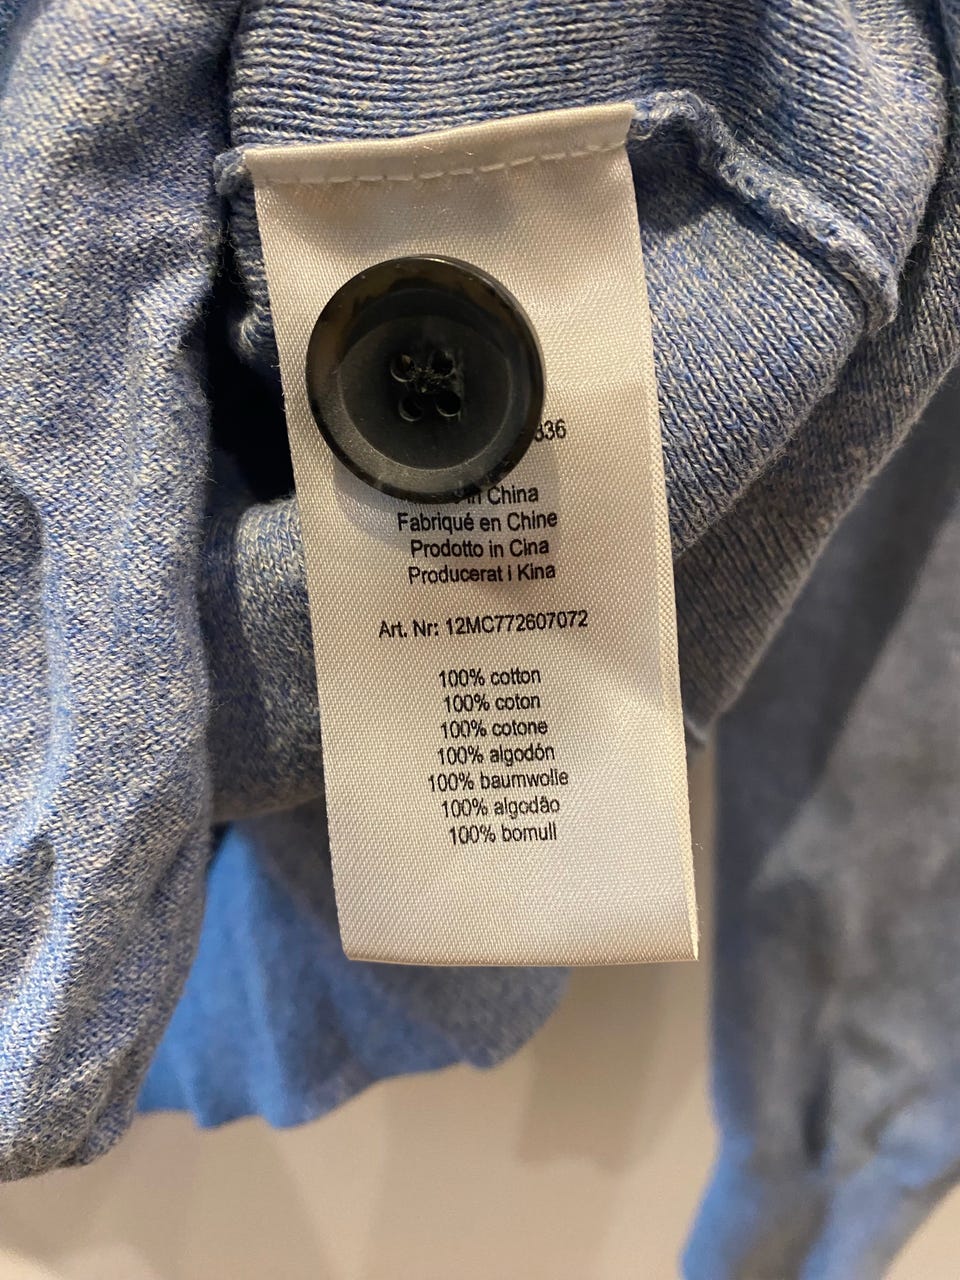 336
in China
Fabriqué en Chine
Prodotto in Cina
Producerat i Kina
Art. Nr: 12MC772607072
100% cotton
100% coton
100% cotone
100% algodón
100% baumwolle
100% algodão
100% bomull